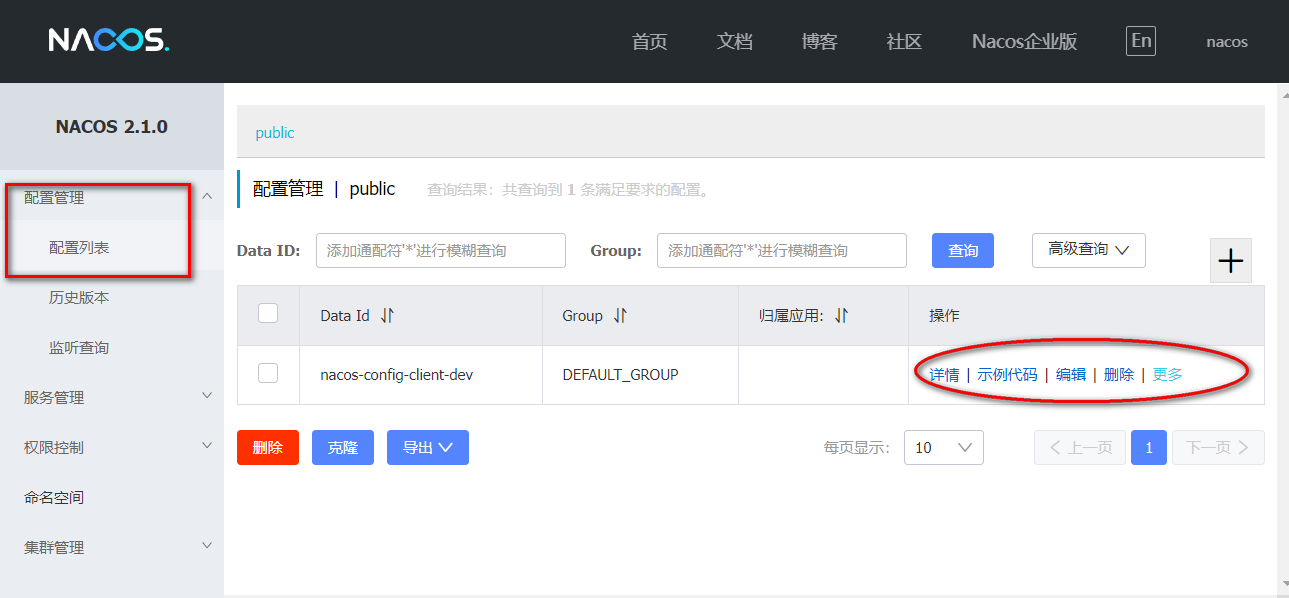 NACOS.
首页 文档 博客 社区 Nacos企业版 En nacos
NACOS 2.1.0
配置管理
配置列表
历史版本
监听查询
服务管理
权限控制
命名空间
集群管理
public
配置管理 | public 查询结果：共查询到 1 条满足要求的配置。
Data ID: 添加通配符'*'进行模糊查询 Group: 添加通配符'*'进行模糊查询 查询 高级查询
Data Id Group 归属应用: 操作
nacos-config-client-dev DEFAULT_GROUP 详情 | 示例代码 | 编辑 | 删除 | 更多
删除 克隆 导出 每页显示: 10 上一页 1 下一页